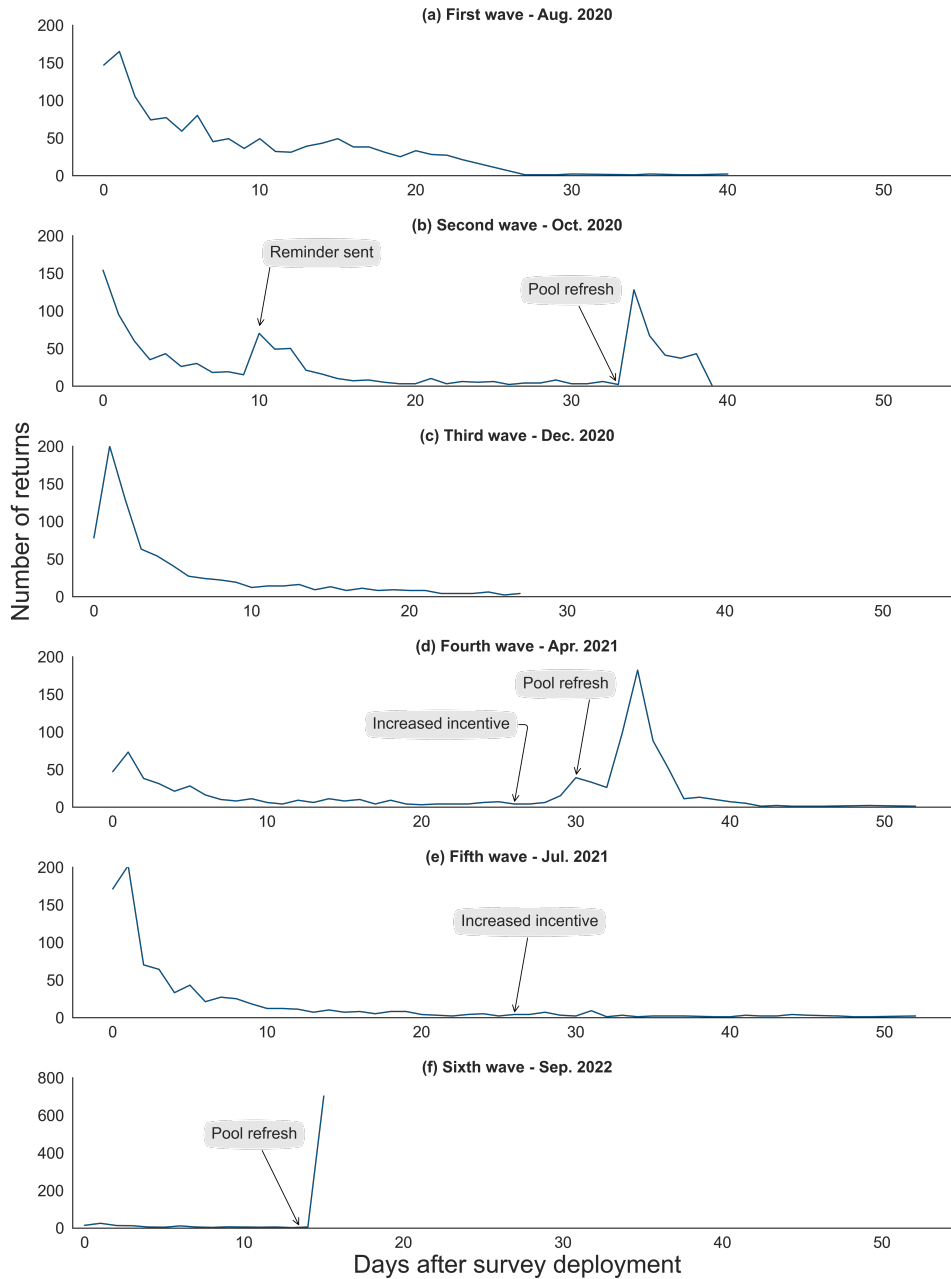 (a) First wave - Aug. 2020
200
150
100
50
0
0 10 20 30 40 50
(b) Second wave - Oct. 2020
200
150
100
50
0
Reminder sent
Pool refresh
0 10 20 30 40 50
(c) Third wave - Dec. 2020
Number of returns
200
150
100
50
0
0 10 20 30 40 50
(d) Fourth wave - Apr. 2021
200
150
100
50
0
Pool refresh
Increased incentive
0 10 20 30 40 50
(e) Fifth wave - Jul. 2021
200
150
100
50
0
Increased incentive
0 10 20 30 40 50
(f) Sixth wave - Sep. 2022
800
600
400
200
0
Pool refresh
0 10 20 30 40 50
Days after survey deployment